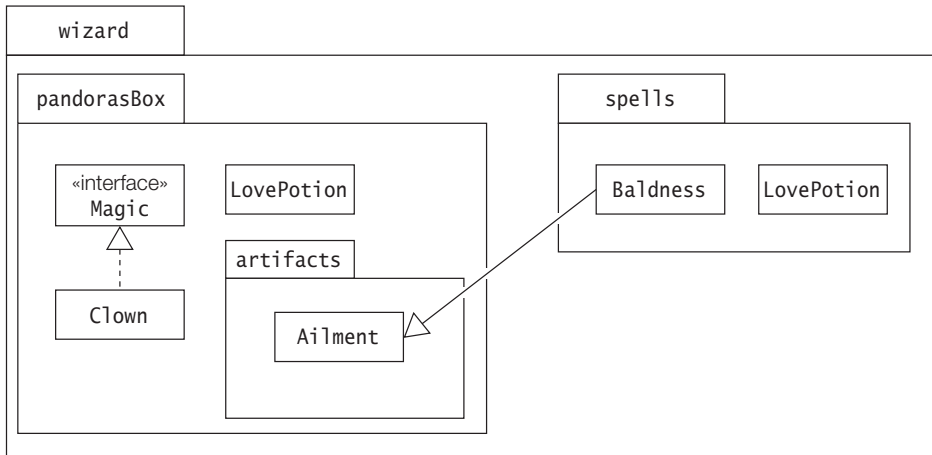 wizard
pandorasBox
spells
«interface»
Magic
LovePotion
Baldness
LovePotion
artifacts
Clown
Ailment